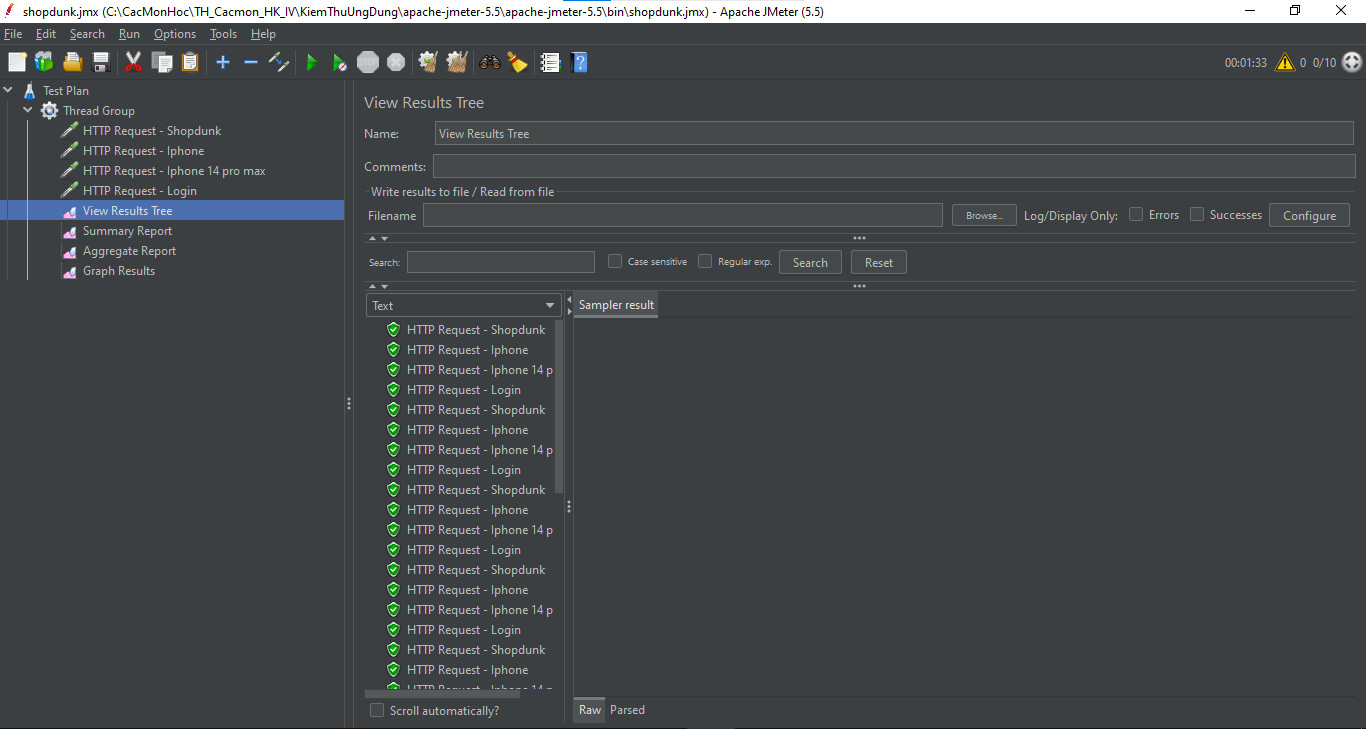 shopdunk.jmx (C:\CacMonHoc\TH_Cacmon_HK_IV\KiemThuUngDung\apache-jmeter-5.5\apache-jmeter-5.5\bin\shopdunk.jmx) - Apache JMeter (5.5)
File Edit Search Run Options Tools Help
STOP 00:01:33 0 0/10
Test Plan
Thread Group
HTTP Request - Shopdunk
HTTP Request - Iphone
HTTP Request - Iphone 14 pro max
HTTP Request - Login
View Results Tree
Summary Report
Aggregate Report
Graph Results
View Results Tree
Name: View Results Tree
Comments:
Write results to file / Read from file
Filename Browse... Log/Display Only: Errors Successes Configure
Search: Case sensitive Regular exp. Search Reset
Text
HTTP Request - Shopdunk
HTTP Request - Iphone
HTTP Request - Iphone 14 p
HTTP Request - Login
HTTP Request - Shopdunk
HTTP Request - Iphone
HTTP Request - Iphone 14 p
HTTP Request - Login
HTTP Request - Shopdunk
HTTP Request - Iphone
HTTP Request - Iphone 14 p
HTTP Request - Login
HTTP Request - Shopdunk
HTTP Request - Iphone
HTTP Request - Iphone 14 p
HTTP Request - Login
HTTP Request - Shopdunk
HTTP Request - Iphone
HTTP Request - Iphone 14 p
Scroll automatically?
Sampler result
Raw Parsed